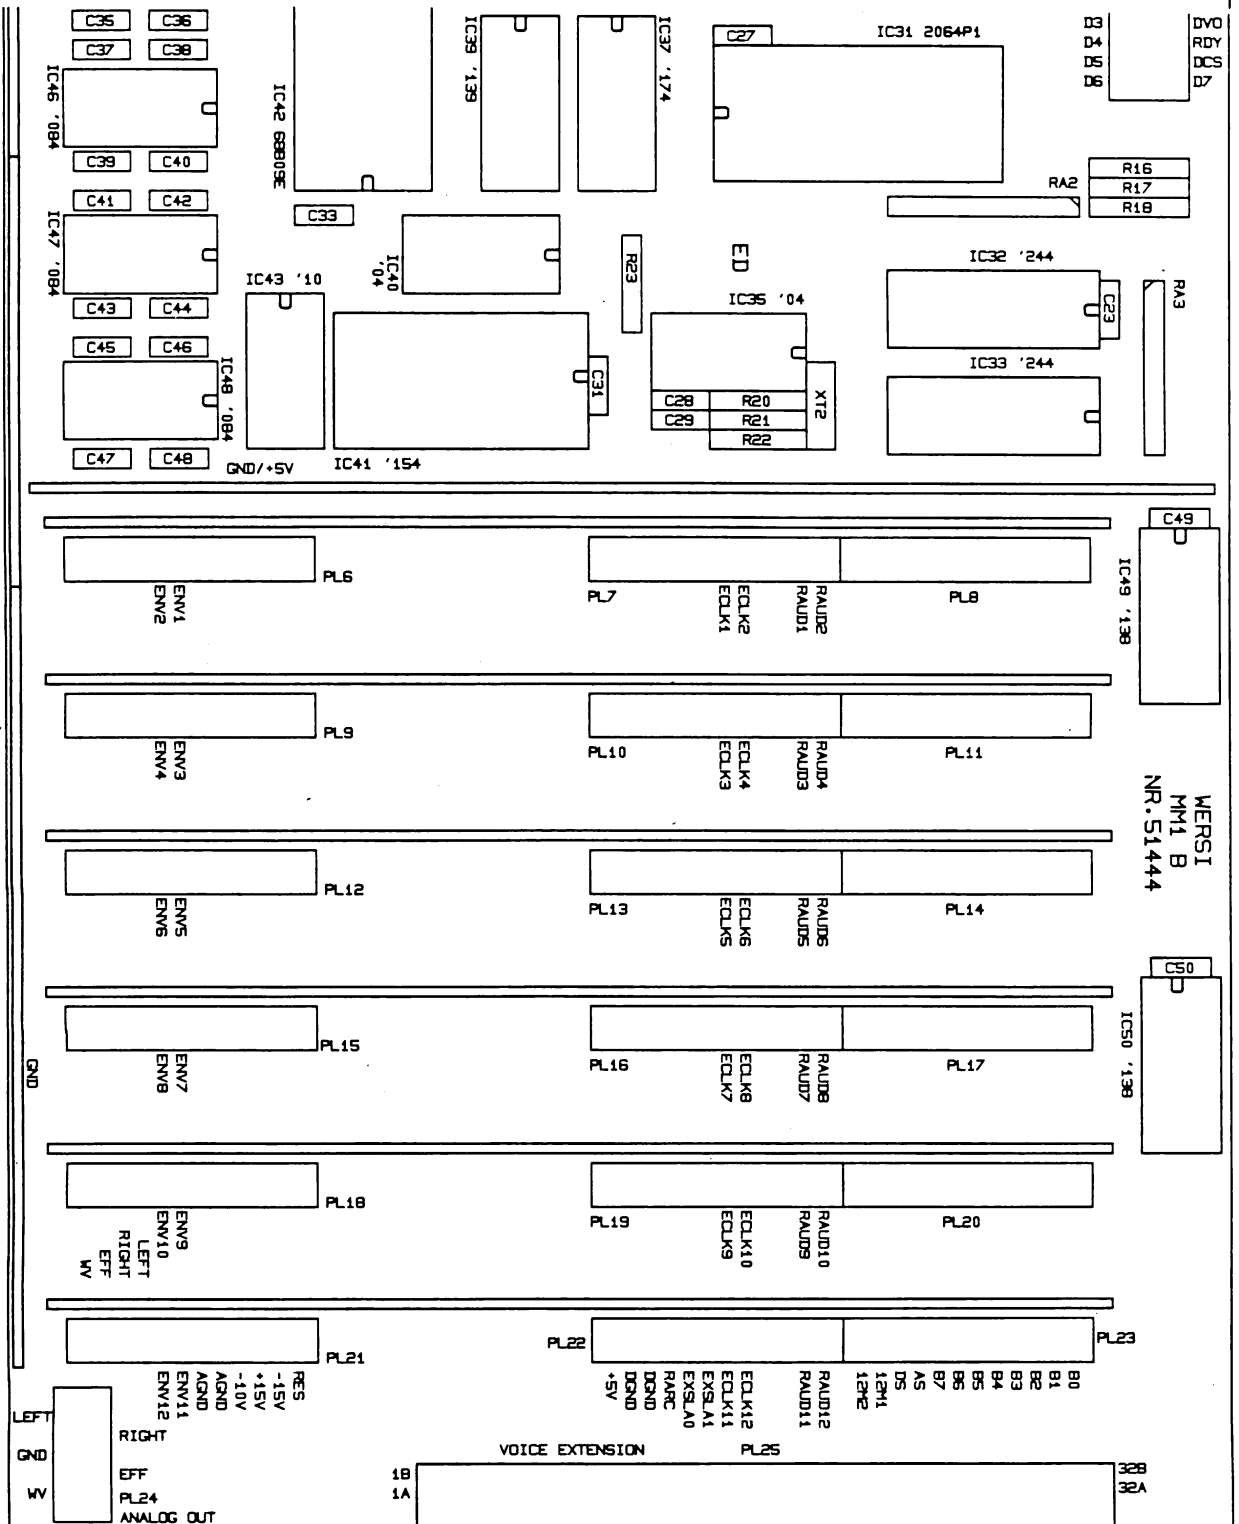 C35
C36
C37
C38
IC46 '084
C39
C40
C41
C42
IC47 '084
C43
C44
C45
C46
IC48 '084
C47
C48
GND/+5V
IC42 68B09E
C33
IC43 '10
IC39 '139
IC37 '174
IC40
'04
IC41 '154
C31
R23
ED
C27
IC31 2064P1
IC35 '04
C28
R20
C29
R21
R22
XT2
D3
D4
D5
D6
DVO
RDY
DCS
D7
R16
R17
R18
RA2
IC32 '244
C23
RA3
IC33 '244
PL6
ENV1
ENV2
PL7
ECLK2
ECLK1
RAUD2
RAUD1
PL8
C49
IC49 '138
PL9
ENV3
ENV4
PL10
ECLK4
ECLK3
RAUD4
RAUD3
PL11
WERSI
MM1 B
NR.51444
PL12
ENV5
ENV6
PL13
ECLK6
ECLK5
RAUD6
RAUD5
PL14
C50
IC50 '138
GND
PL15
ENV7
ENV8
PL16
ECLK8
ECLK7
RAUD8
RAUD7
PL17
PL18
ENV9
ENV10
LEFT
RIGHT
EFF
WV
PL19
ECLK10
ECLK9
RAUD10
RAUD9
PL20
PL21
RES
-15V
+15V
-10V
AGND
AGND
ENV11
ENV12
PL22
RAUD12
RAUD11
ECLK12
ECLK11
EXSLA1
EXSLA0
RARC
DGND
DGND
+5V
PL23
B0
B1
B2
B3
B4
B5
B6
B7
AS
DS
12M1
12M2
LEFT
RIGHT
GND
EFF
WV
PL24
ANALOG OUT
VOICE EXTENSION
PL25
1B
1A
32B
32A